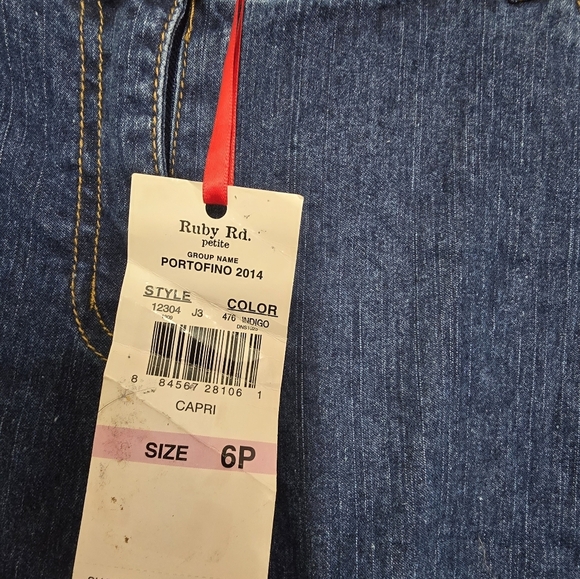 Ruby Rd.
petite
GROUP NAME
PORTOFINO 2014
STYLE COLOR
12304 J3 476 INDIGO
8 84567 28106 1
CAPRI
SIZE 6P